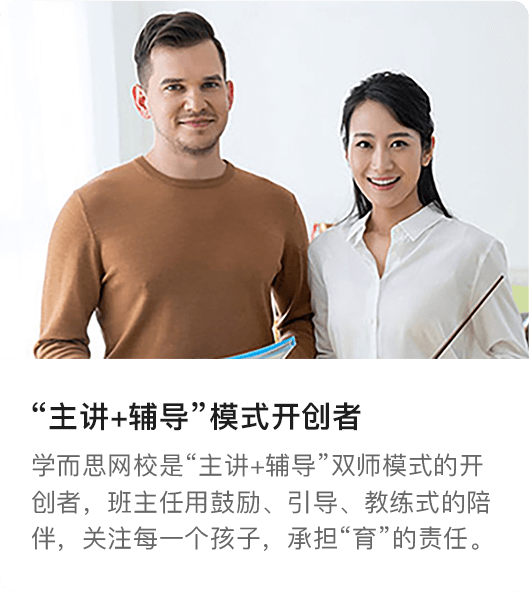 “主讲+辅导”模式开创者
学而思网校是“主讲+辅导”双师模式的开
创者，班主任用鼓励、引导、教练式的陪
伴，关注每一个孩子，承担“育”的责任。